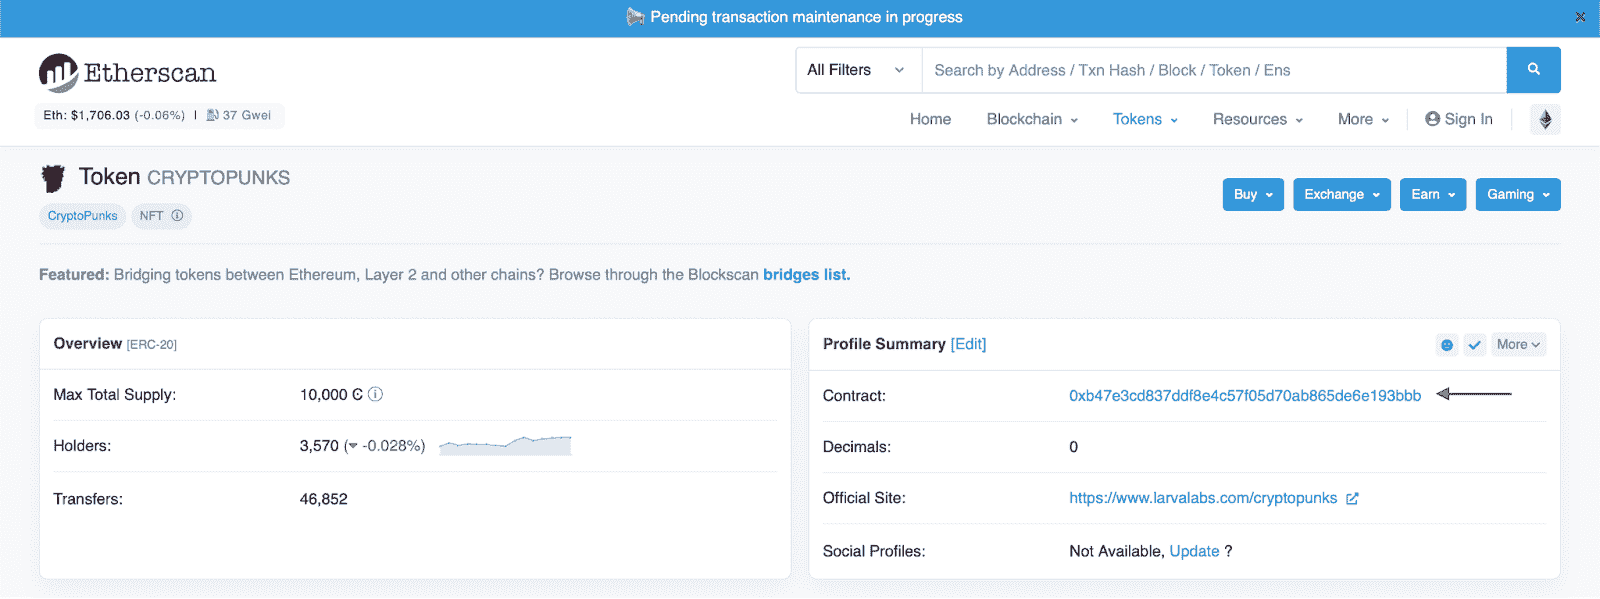 Pending transaction maintenance in progress
Etherscan
All Filters
Search by Address / Txn Hash / Block / Token / Ens
Eth: $1,706.03 (-0.06%) | 37 Gwei
Home Blockchain Tokens Resources More Sign In
Token CRYPTOPUNKS
CryptoPunks NFT
Buy Exchange Earn Gaming
Featured: Bridging tokens between Ethereum, Layer 2 and other chains? Browse through the Blockscan bridges list.
Overview [ERC-20]
Max Total Supply: 10,000 Ͼ
Holders: 3,570 (-0.028%)
Transfers: 46,852
Profile Summary [Edit]
More
Contract: 0xb47e3cd837ddf8e4c57f05d70ab865de6e193bbb
Decimals: 0
Official Site: https://www.larvalabs.com/cryptopunks
Social Profiles: Not Available, Update ?